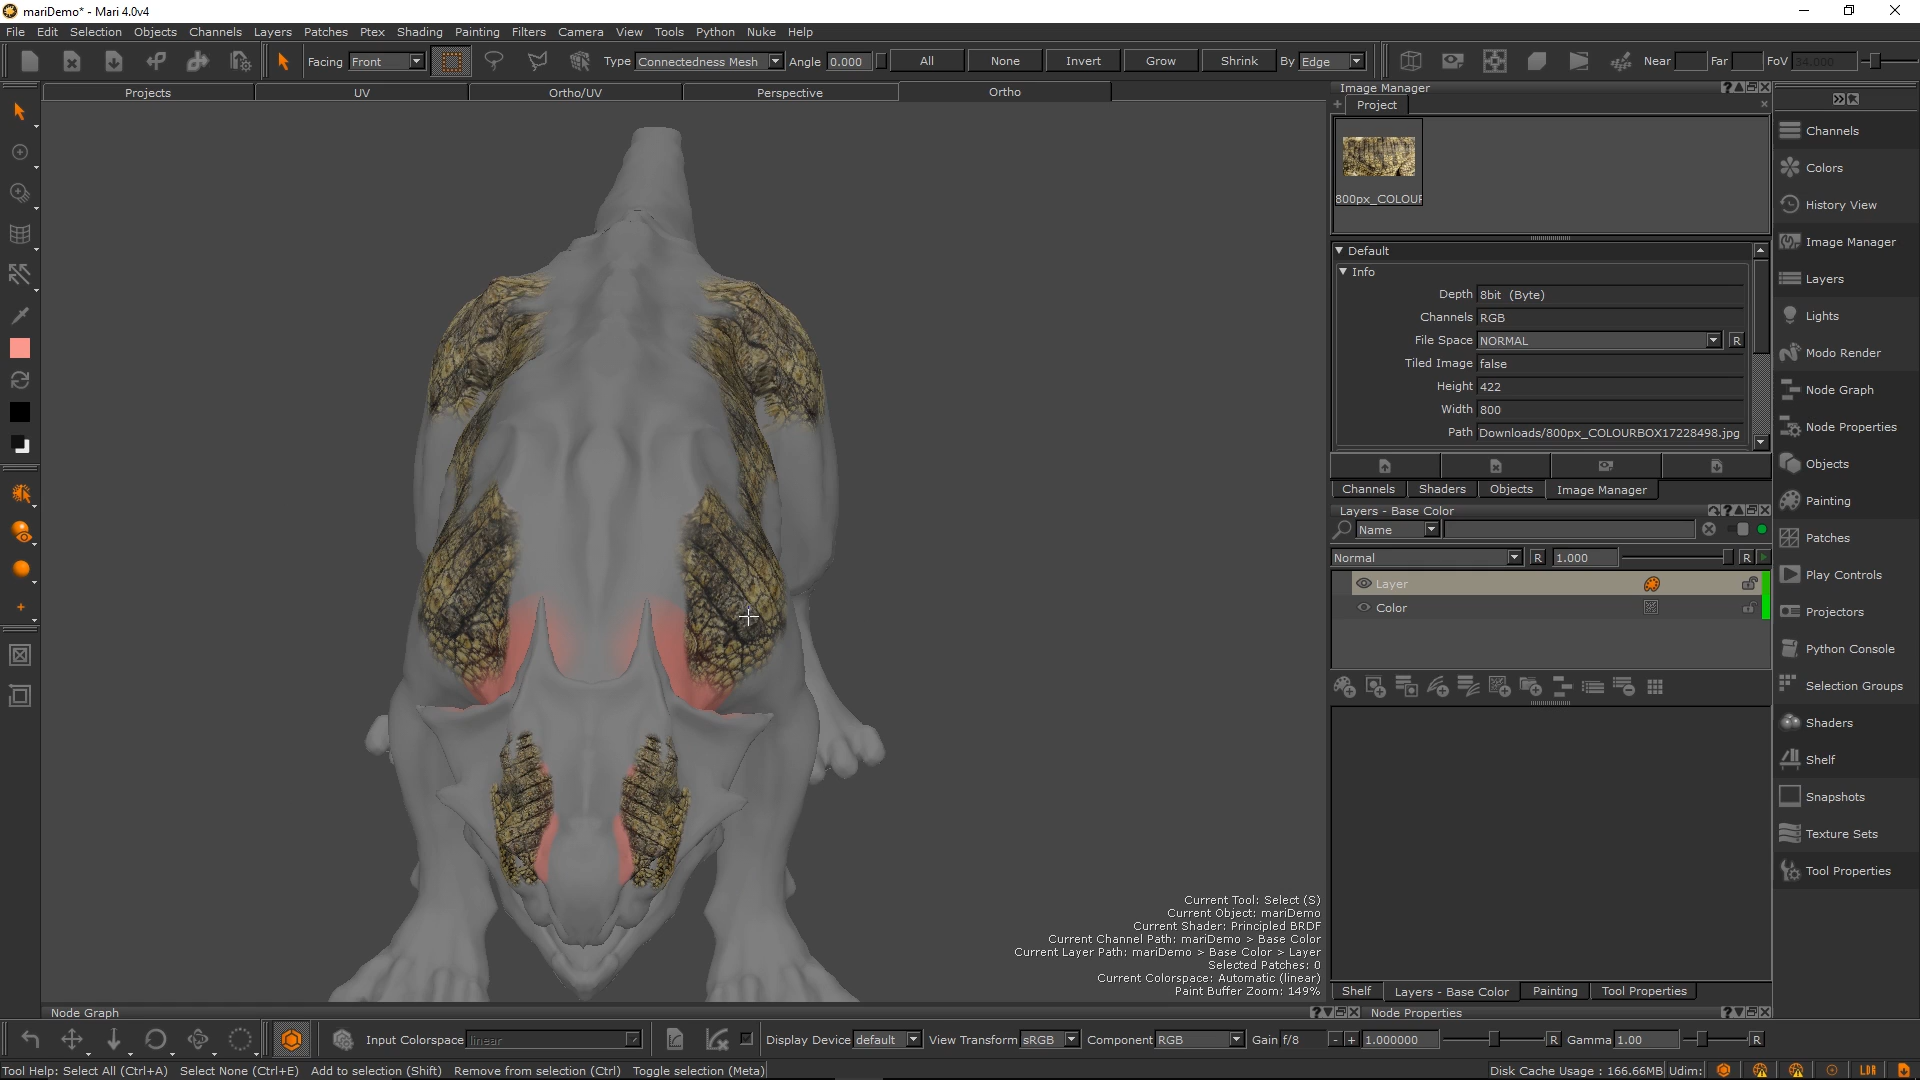 mariDemo* - Mari 4.0v4
File Edit Selection Objects Channels Layers Patches Ptex Shading Painting Filters Camera View Tools Python Nuke Help
Facing Front Type Connectedness Mesh Angle 0.000 All None Invert Grow Shrink By Edge Near Far FoV 34.000
Projects UV Ortho/UV Perspective Ortho
Image Manager
Project
800px_COLOUR
Default
Info
Depth 8bit (Byte)
Channels RGB
File Space NORMAL R
Tiled Image false
Height 422
Width 800
Path Downloads/800px_COLOURBOX17228498.jpg
Channels Shaders Objects Image Manager
Layers - Base Color
Name
Normal R 1.000 R
Layer
Color
Shelf Layers - Base Color Painting Tool Properties
Channels
Colors
History View
Image Manager
Layers
Lights
Modo Render
Node Graph
Node Properties
Objects
Painting
Patches
Play Controls
Projectors
Python Console
Selection Groups
Shaders
Shelf
Snapshots
Texture Sets
Tool Properties
Current Tool: Select (S)
Current Object: mariDemo
Current Shader: Principled BRDF
Current Channel Path: mariDemo > Base Color
Current Layer Path: mariDemo > Base Color > Layer
Selected Patches: 0
Current Colorspace: Automatic (linear)
Paint Buffer Zoom: 149%
Node Graph Node Properties
Input Colorspace linear Display Device default View Transform sRGB Component RGB Gain f/8 - + 1.000000 R Gamma 1.00 R
Tool Help: Select All (Ctrl+A) Select None (Ctrl+E) Add to selection (Shift) Remove from selection (Ctrl) Toggle selection (Meta) Disk Cache Usage : 166.66MB Udim: LDR